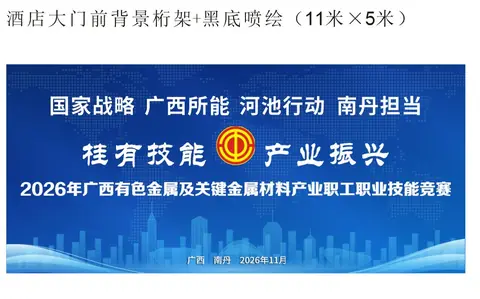 酒店大门前背景桁架+黑底喷绘（11米×5米）
国家战略 广西所能 河池行动 南丹担当
桂有技能 产业振兴
2026年广西有色金属及关键金属材料产业职工职业技能竞赛
广西 南丹 2026年11月